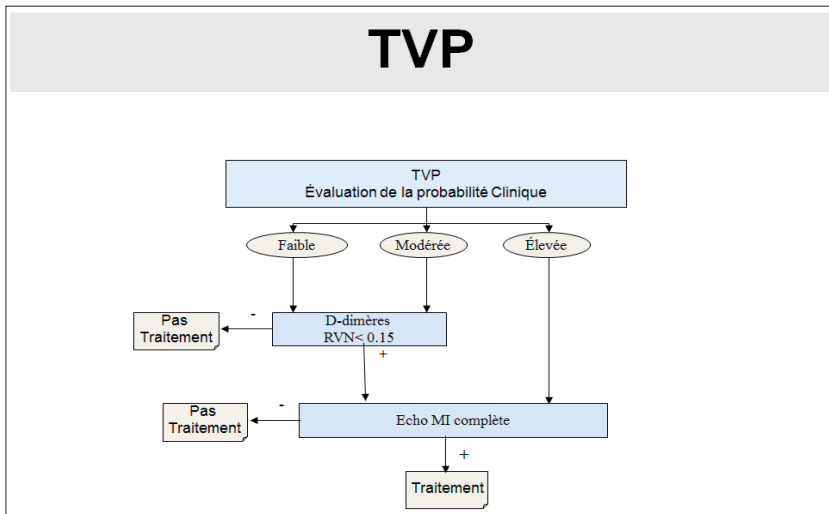 TVP
TVP
Évaluation de la probabilité Clinique
Faible
Modérée
Élevée
Pas
Traitement
-
D-dimères
RVN< 0.15
+
Pas
Traitement
-
Echo MI complète
+
Traitement